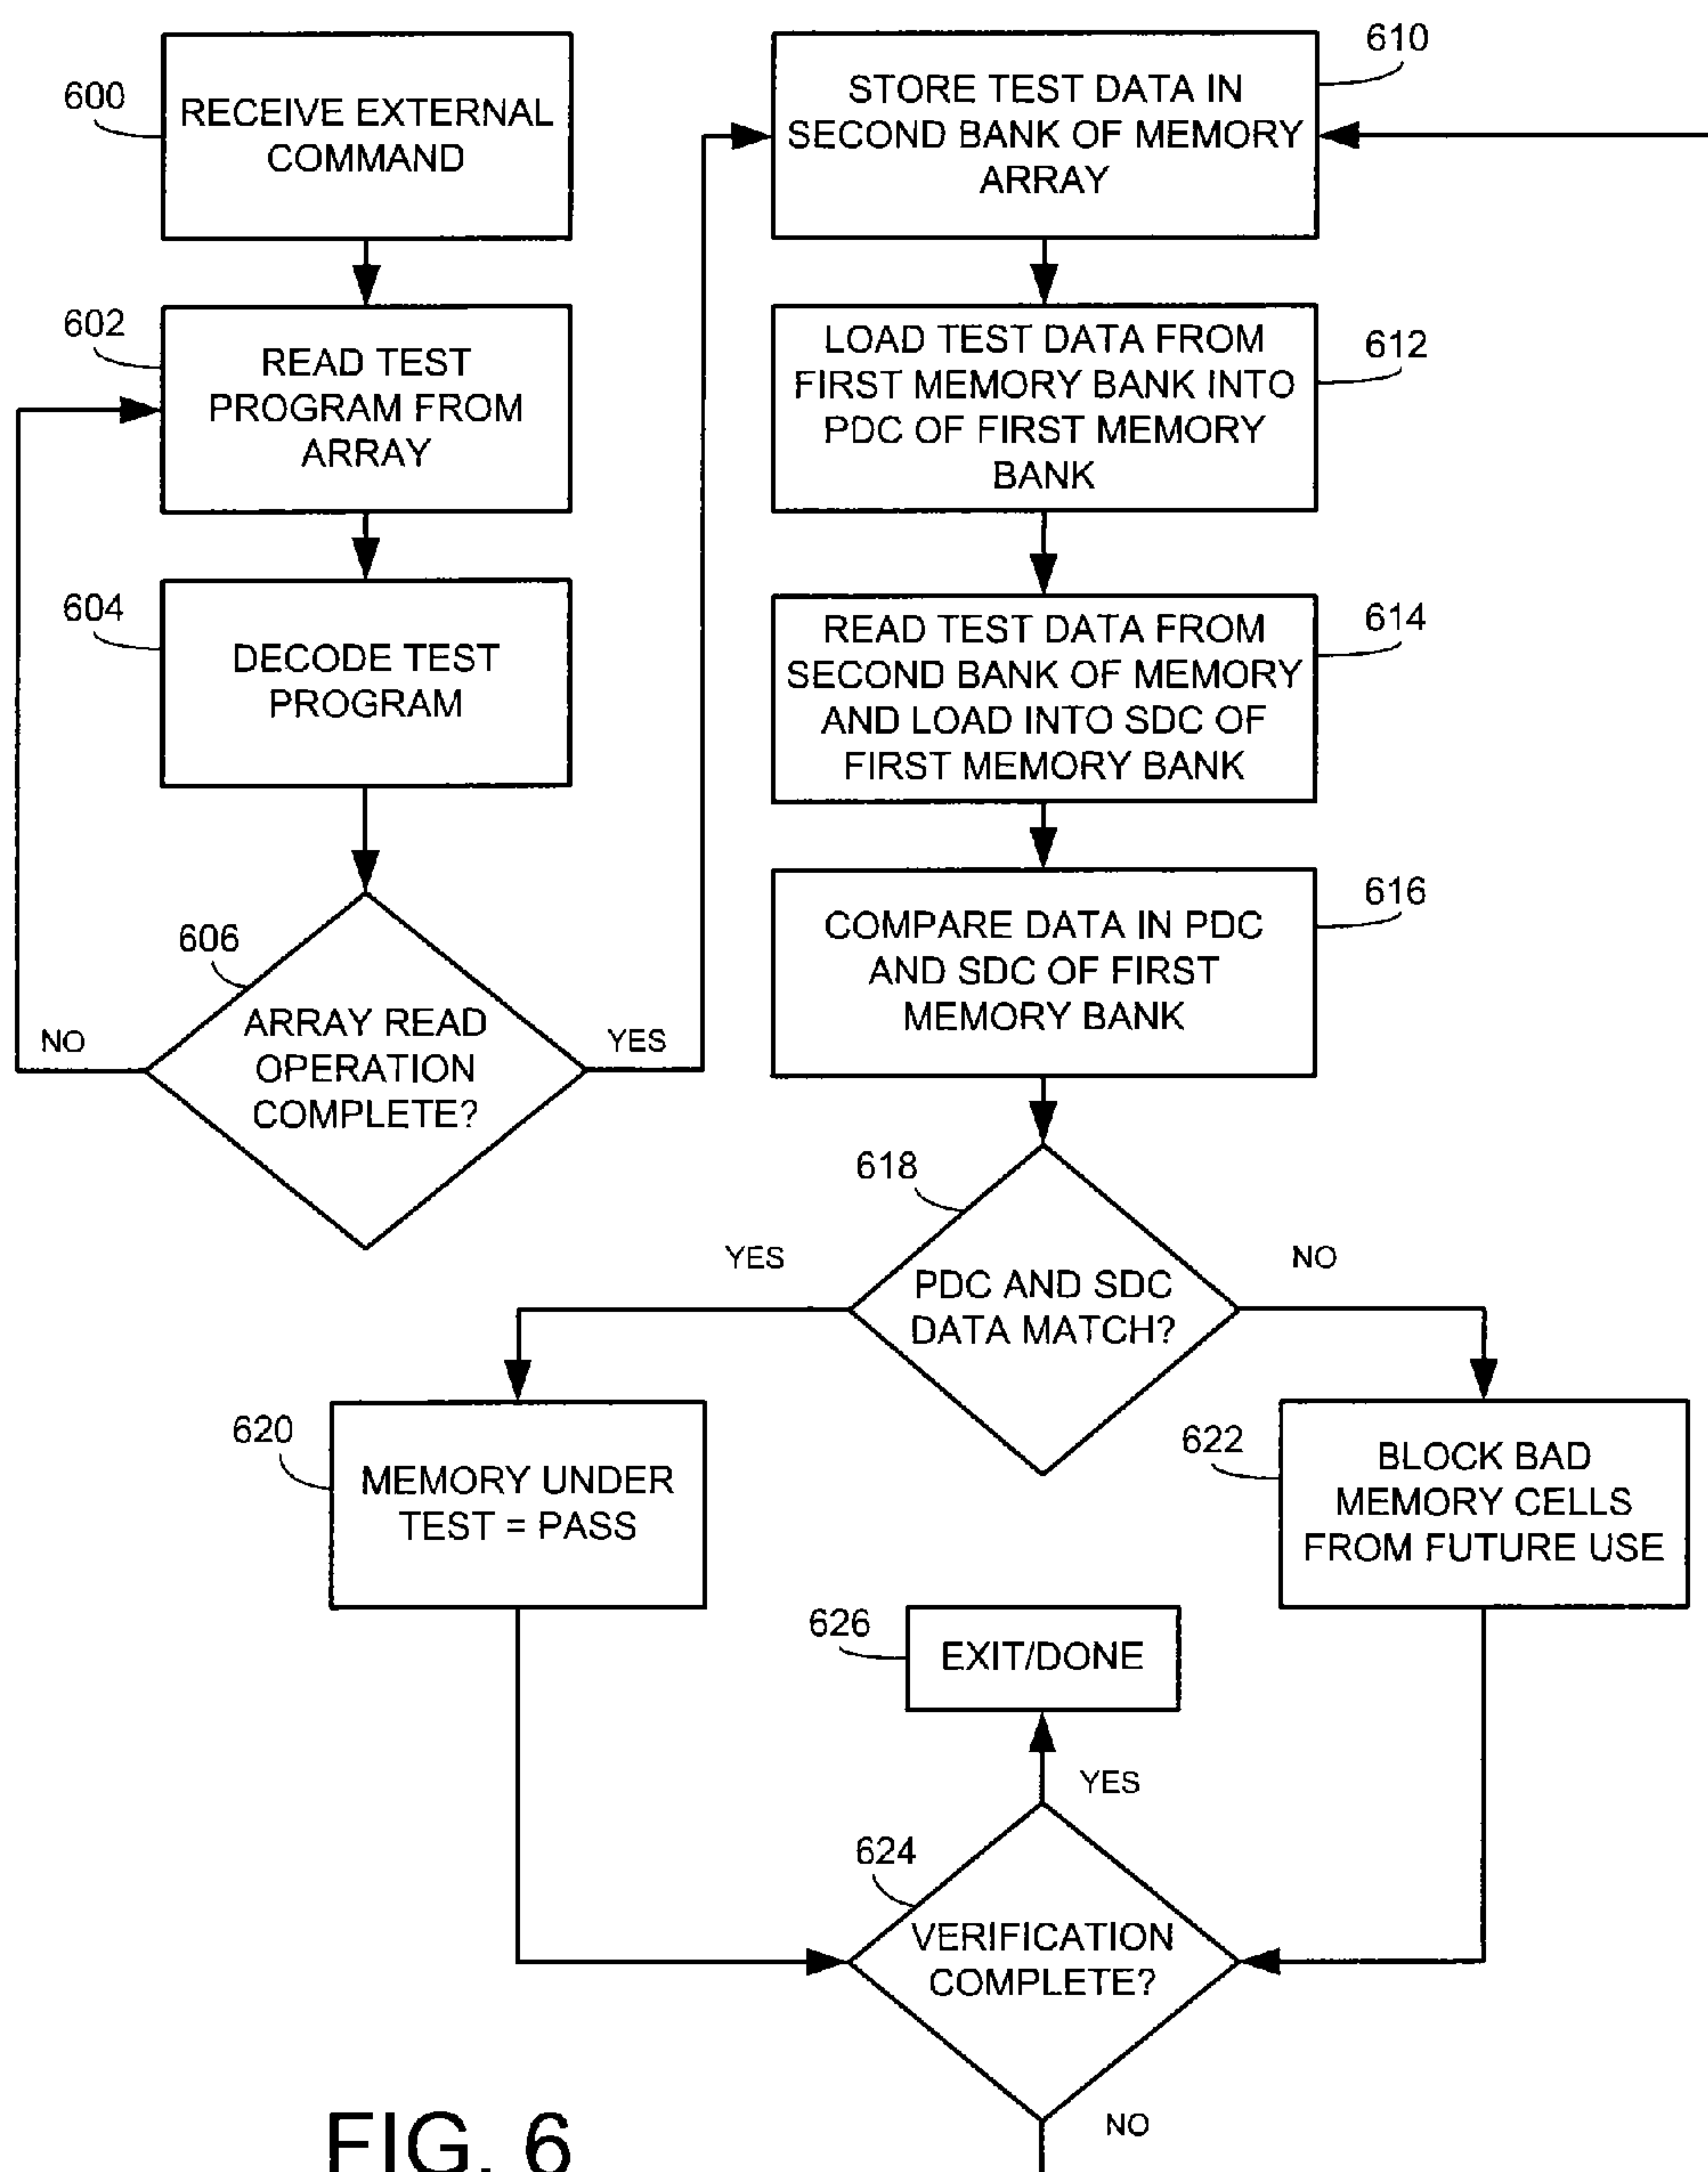 600
RECEIVE EXTERNAL
COMMAND
602
READ TEST
PROGRAM FROM
ARRAY
604
DECODE TEST
PROGRAM
606
ARRAY READ
OPERATION
COMPLETE?
NO
YES
610
STORE TEST DATA IN
SECOND BANK OF MEMORY
ARRAY
612
LOAD TEST DATA FROM
FIRST MEMORY BANK INTO
PDC OF FIRST MEMORY
BANK
614
READ TEST DATA FROM
SECOND BANK OF MEMORY
AND LOAD INTO SDC OF
FIRST MEMORY BANK
616
COMPARE DATA IN PDC
AND SDC OF FIRST
MEMORY BANK
618
PDC AND SDC
DATA MATCH?
YES
NO
620
MEMORY UNDER
TEST = PASS
622
BLOCK BAD
MEMORY CELLS
FROM FUTURE USE
626
EXIT/DONE
YES
624
VERIFICATION
COMPLETE?
NO
FIG. 6